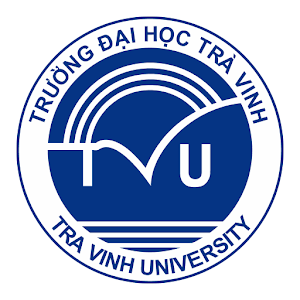 TRƯỜNG ĐẠI HỌC TRÀ VINH
TVU
TRA VINH UNIVERSITY